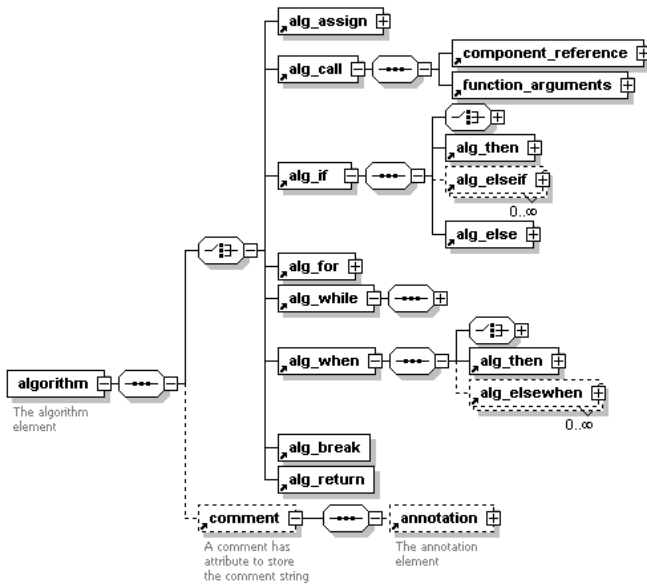 alg_assign
alg_call
component_reference
function_arguments
alg_if
alg_then
alg_elseif
0..∞
alg_else
alg_for
alg_while
alg_when
alg_then
alg_elsewhen
0..∞
algorithm
The algorithm
element
alg_break
alg_return
comment
annotation
A comment has
attribute to store
the comment string
The annotation
element